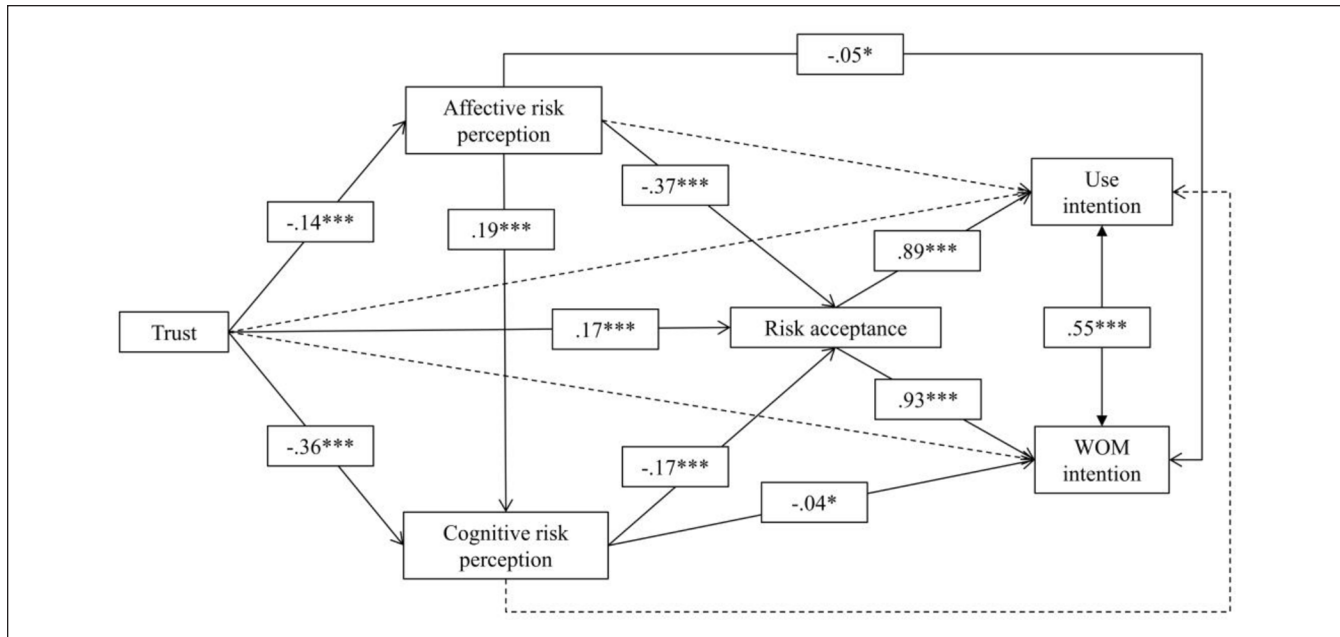 -.05*
Affective risk
perception
-.37***
Use
intention
-.14***
.19***
.89***
Trust
.17***
Risk acceptance
.55***
.93***
-.36***
-.17***
WOM
intention
-.04*
Cognitive risk
perception